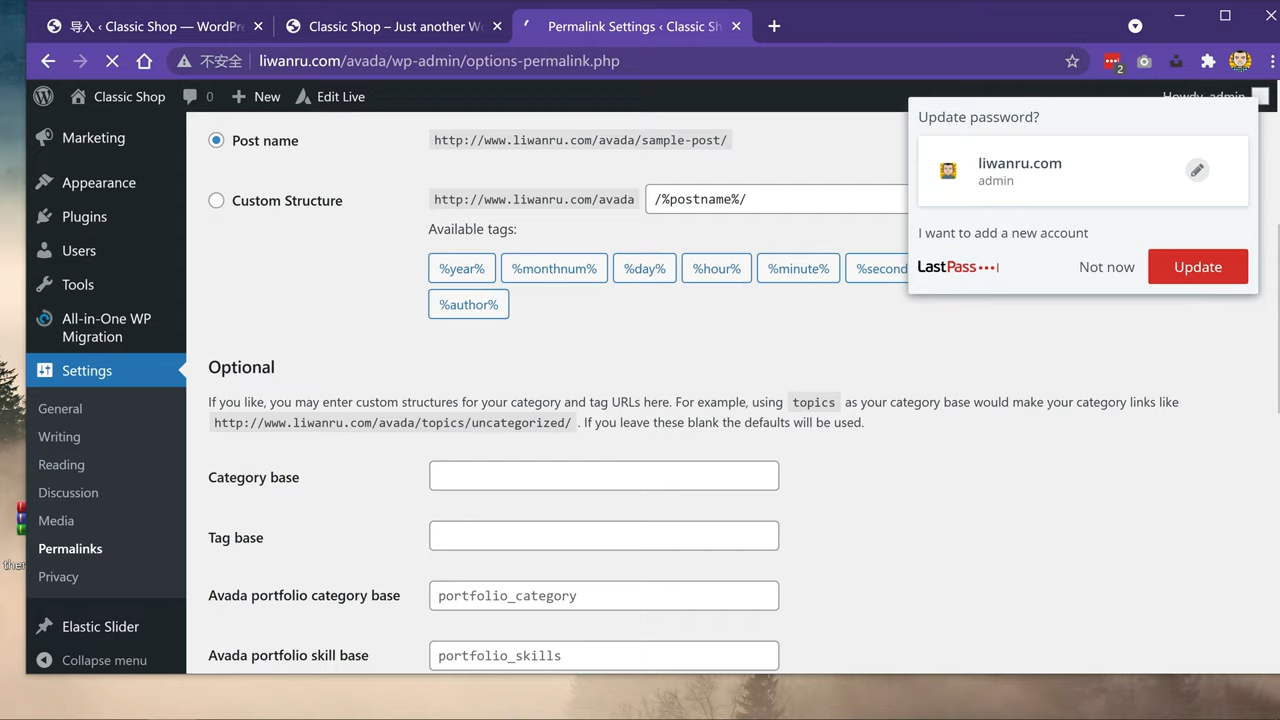 导入 ‹ Classic Shop — WordPre
Classic Shop – Just another W
Permalink Settings ‹ Classic Sh
不安全
liwanru.com/avada/wp-admin/options-permalink.php
2
Classic Shop
0
New
Edit Live
Howdy, admin
Marketing
Appearance
Plugins
Users
Tools
All-in-One WP
Migration
Settings
General
Writing
Reading
Discussion
Media
Permalinks
Privacy
Elastic Slider
Collapse menu
Post name
http://www.liwanru.com/avada/sample-post/
Custom Structure
http://www.liwanru.com/avada
/%postname%/
Available tags:
%year%
%monthnum%
%day%
%hour%
%minute%
%second
%author%
Optional
If you like, you may enter custom structures for your category and tag URLs here. For example, using topics as your category base would make your category links like
http://www.liwanru.com/avada/topics/uncategorized/ . If you leave these blank the defaults will be used.
Category base
Tag base
Avada portfolio category base
portfolio_category
Avada portfolio skill base
portfolio_skills
Update password?
liwanru.com
admin
I want to add a new account
LastPass
Not now
Update
ther